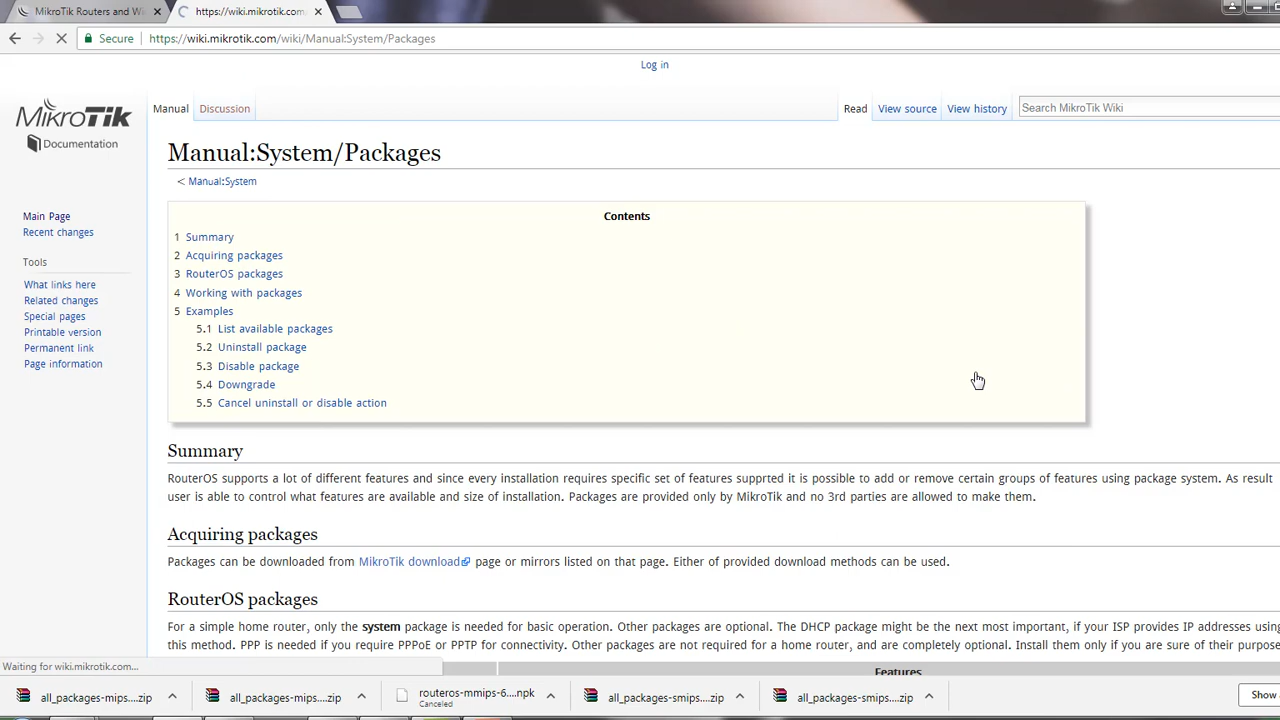 MikroTik Routers and Wi
https://wiki.mikrotik.com
Secure
https://wiki.mikrotik.com/wiki/Manual:System/Packages
Log in
MikroTik
Documentation
Manual
Discussion
Read
View source
View history
Search MikroTik Wiki
Manual:System/Packages
< Manual:System
Main Page
Recent changes
Tools
What links here
Related changes
Special pages
Printable version
Permanent link
Page information
Contents
1 Summary
2 Acquiring packages
3 RouterOS packages
4 Working with packages
5 Examples
5.1 List available packages
5.2 Uninstall package
5.3 Disable package
5.4 Downgrade
5.5 Cancel uninstall or disable action
Summary
RouterOS supports a lot of different features and since every installation requires specific set of features supprted it is possible to add or remove certain groups of features using package system. As result
user is able to control what features are available and size of installation. Packages are provided only by MikroTik and no 3rd parties are allowed to make them.
Acquiring packages
Packages can be downloaded from MikroTik download page or mirrors listed on that page. Either of provided download methods can be used.
RouterOS packages
For a simple home router, only the system package is needed for basic operation. Other packages are optional. The DHCP package might be the next most important, if your ISP provides IP addresses using
this method. PPP is needed if you require PPPoE or PPTP for connectivity. Other packages are not required for a home router, and are completely optional. Install them only if you are sure of their purpose
Features
Waiting for wiki.mikrotik.com...
all_packages-mips....zip
all_packages-mips....zip
routeros-mmips-6....npk
Canceled
all_packages-smips....zip
all_packages-smips....zip
Show